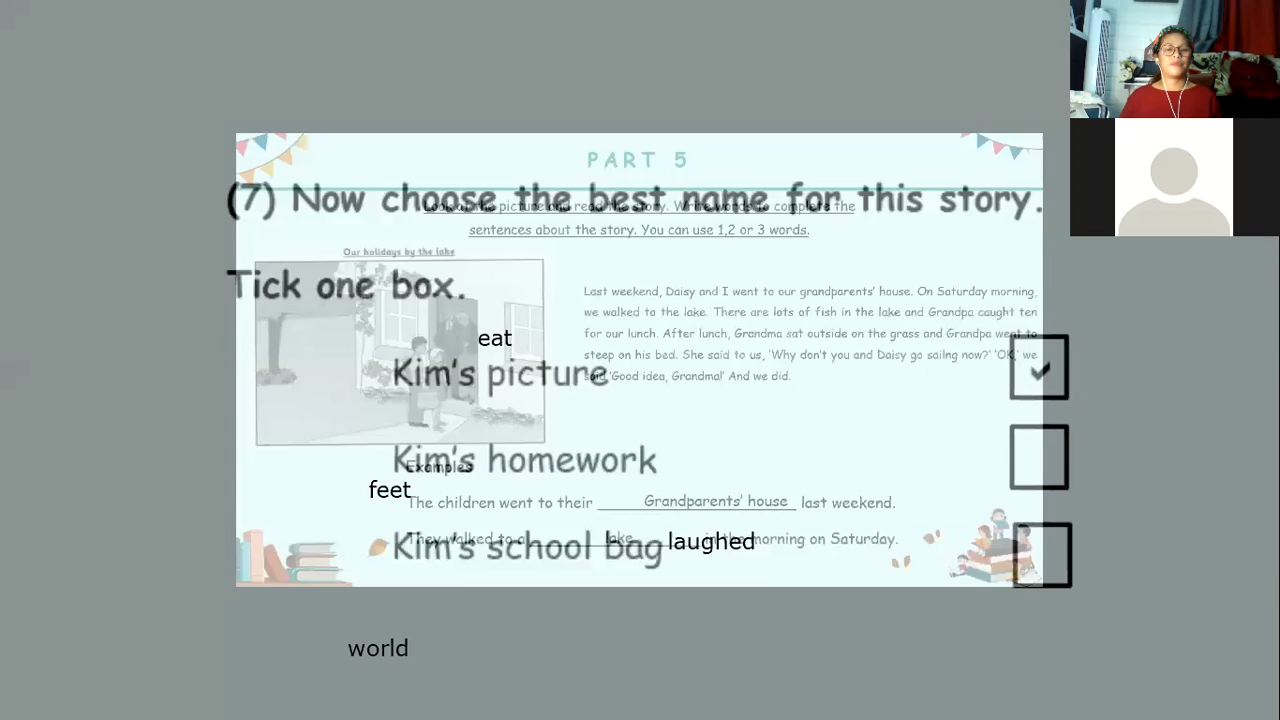 PART 5
(7) Now choose the best name for this story.
Look at the picture and read the story. Write words to complete the
sentences about the story. You can use 1,2 or 3 words.
Our holidays by the lake
Tick one box.
Last weekend, Daisy and I went to our grandparents' house. On Saturday morning,
we walked to the lake. There are lots of fish in the lake and Grandpa caught ten
for our lunch. After lunch, Grandma sat outside on the grass and Grandpa went to
steep on his bed. She said to us, 'Why don't you and Daisy go sailng now?' 'OK,' we
said 'Good idea, Grandma!' And we did.
eat
Kim's picture
Kim's homework
Examples
feet
The children went to their Grandparents' house last weekend.
They walked to a lake in the morning on Saturday.
Kim's school bag
laughed
world